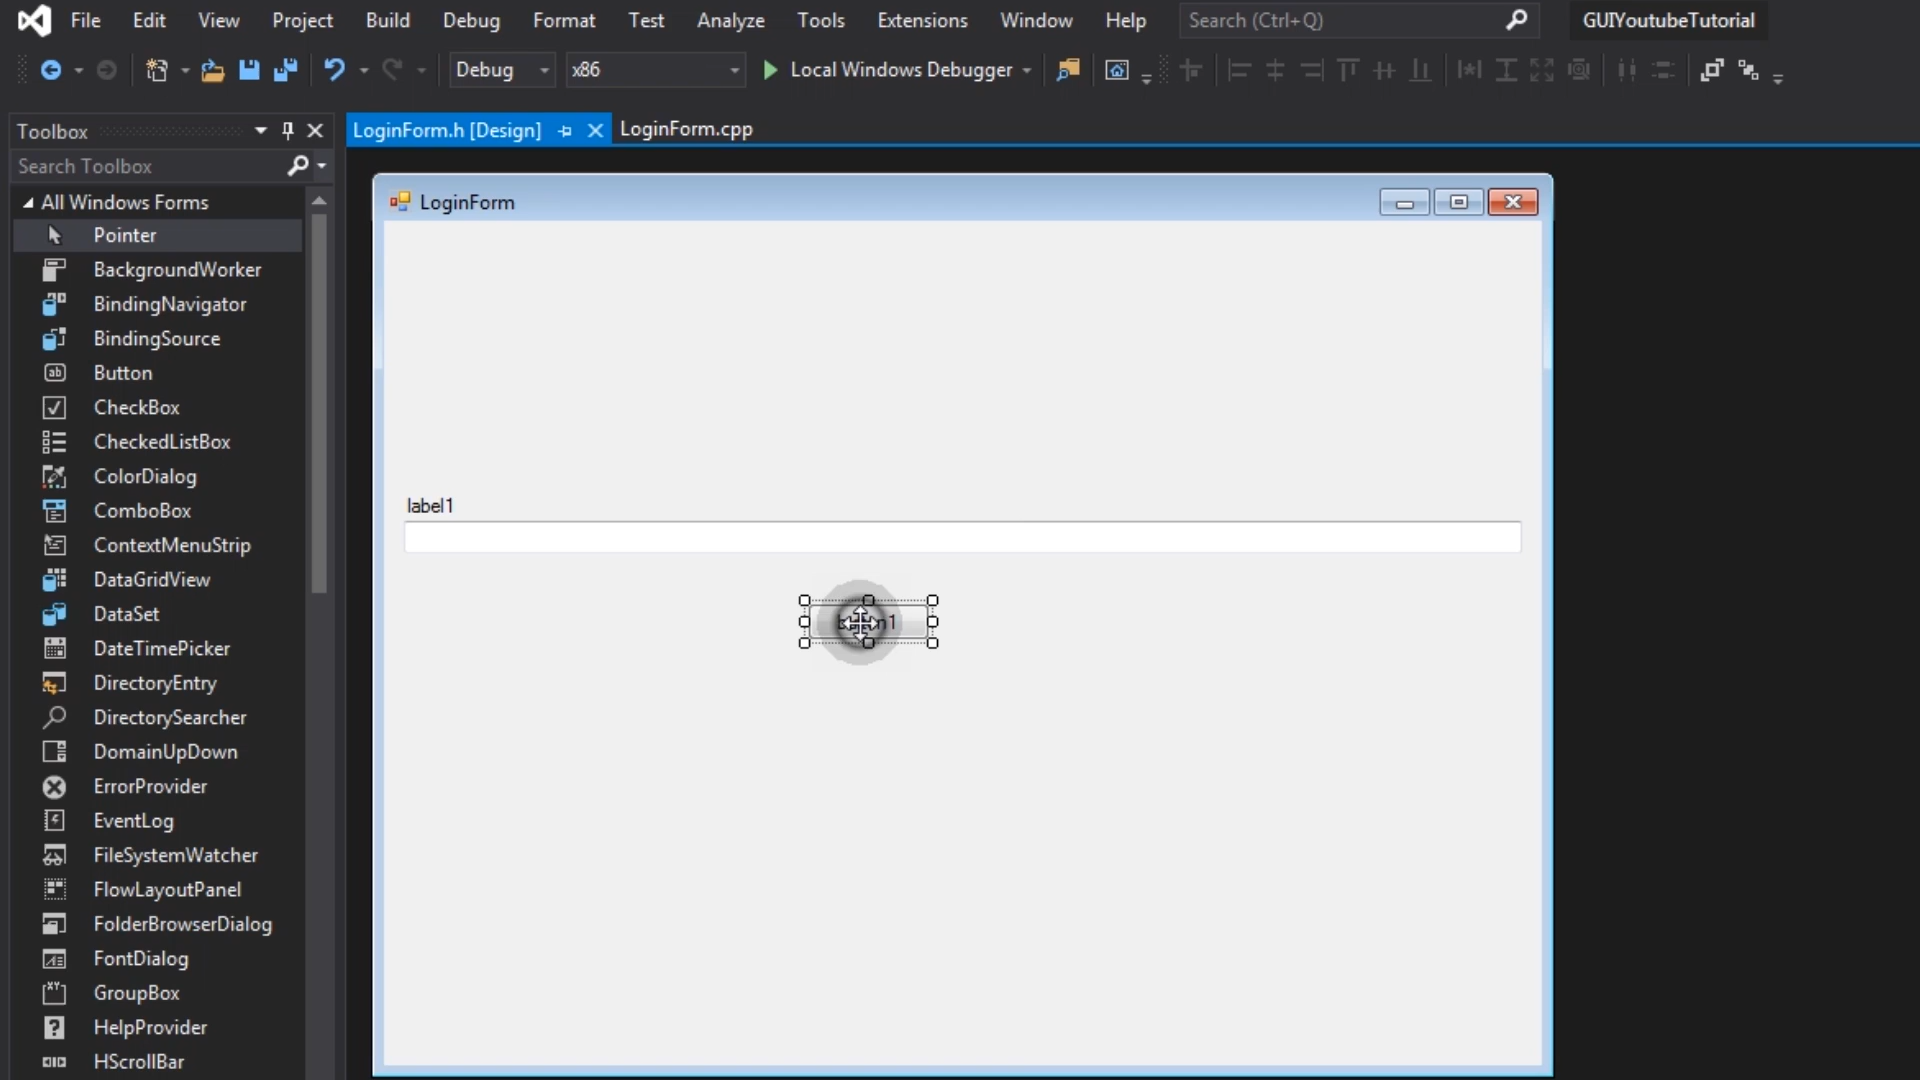 File Edit View Project Build Debug Format Test Analyze Tools Extensions Window Help Search (Ctrl+Q) GUIYoutubeTutorial
Debug x86 Local Windows Debugger
Toolbox
LoginForm.h [Design] LoginForm.cpp
Search Toolbox
All Windows Forms
LoginForm
Pointer
BackgroundWorker
BindingNavigator
BindingSource
Button
CheckBox
CheckedListBox
ColorDialog
ComboBox
label1
ContextMenuStrip
DataGridView
DataSet
DateTimePicker
DirectoryEntry
DirectorySearcher
DomainUpDown
ErrorProvider
EventLog
FileSystemWatcher
FlowLayoutPanel
FolderBrowserDialog
FontDialog
GroupBox
HelpProvider
HScrollBar